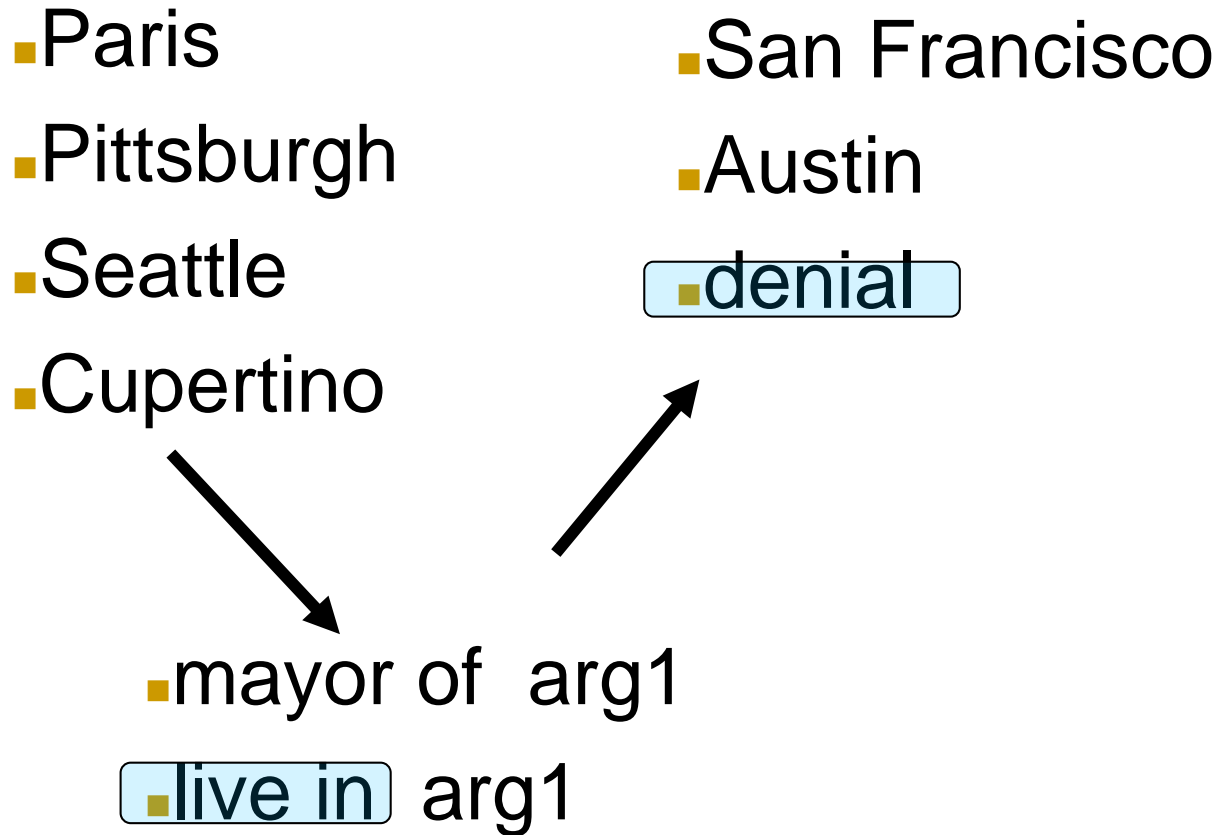 ▪Paris
▪Pittsburgh
▪Seattle
▪Cupertino
▪San Francisco
▪Austin
▪denial
▪mayor of arg1
▪live in arg1